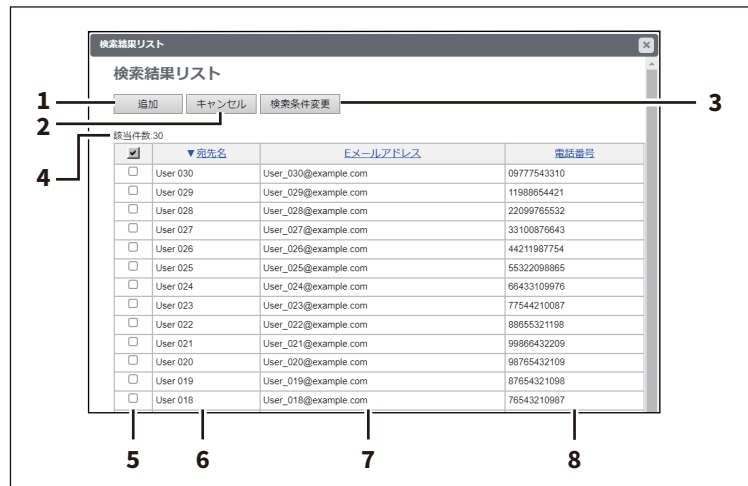 検索結果リスト
検索結果リスト
追加 キャンセル 検索条件変更
該当件数:30
▼宛先名 Eメールアドレス 電話番号
User 030 User_030@example.com 09777543310
User 029 User_029@example.com 11988654421
User 028 User_028@example.com 22099765532
User 027 User_027@example.com 33100876643
User 026 User_026@example.com 44211987754
User 025 User_025@example.com 55322098865
User 024 User_024@example.com 66433109976
User 023 User_023@example.com 77544210087
User 022 User_022@example.com 88655321198
User 021 User_021@example.com 99866432209
User 020 User_020@example.com 98765432109
User 019 User_019@example.com 87654321098
User 018 User_018@example.com 76543210987
1
2
3
4
5 6 7 8